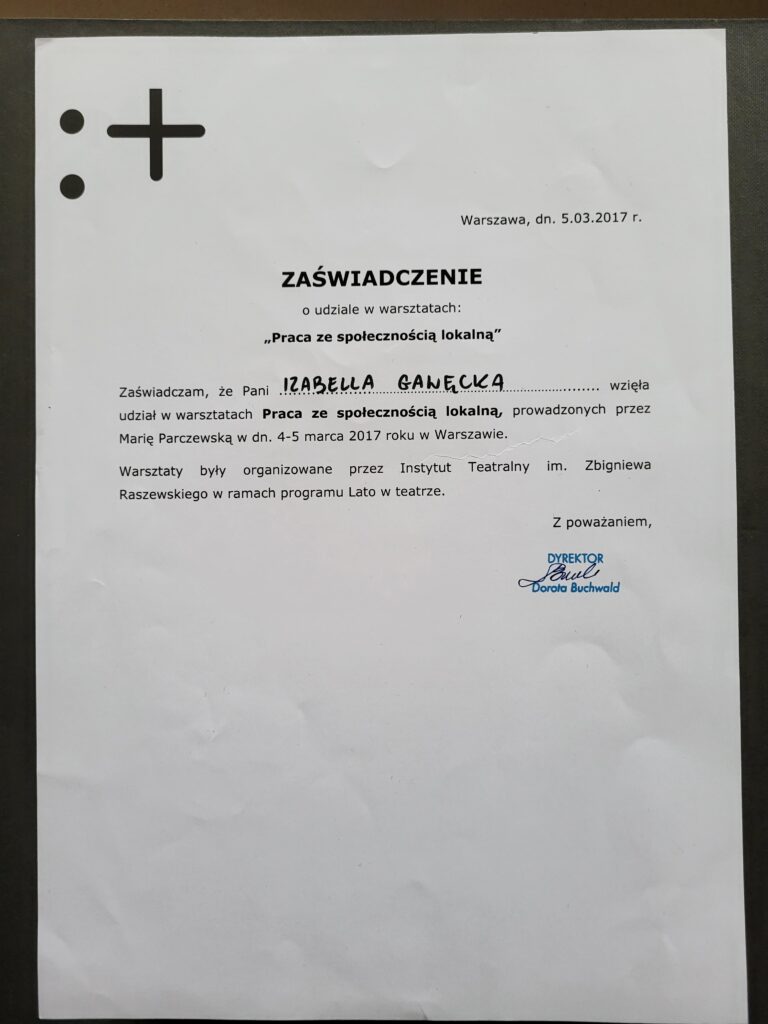 Warszawa, dn. 5.03.2017 r.
ZAŚWIADCZENIE
o udziale w warsztatach:
„Praca ze społecznością lokalną”
Zaświadczam, że Pani IZABELLA GANĘCKA wzięła
udział w warsztatach Praca ze społecznością lokalną, prowadzonych przez
Marię Parczewską w dn. 4-5 marca 2017 roku w Warszawie.
Warsztaty były organizowane przez Instytut Teatralny im. Zbigniewa
Raszewskiego w ramach programu Lato w teatrze.
Z poważaniem,
DYREKTOR
Dorota Buchwald